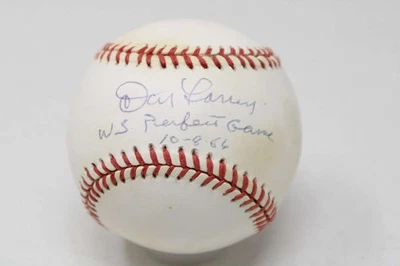 Don Larsen
WS Perfect Game
10-8-56